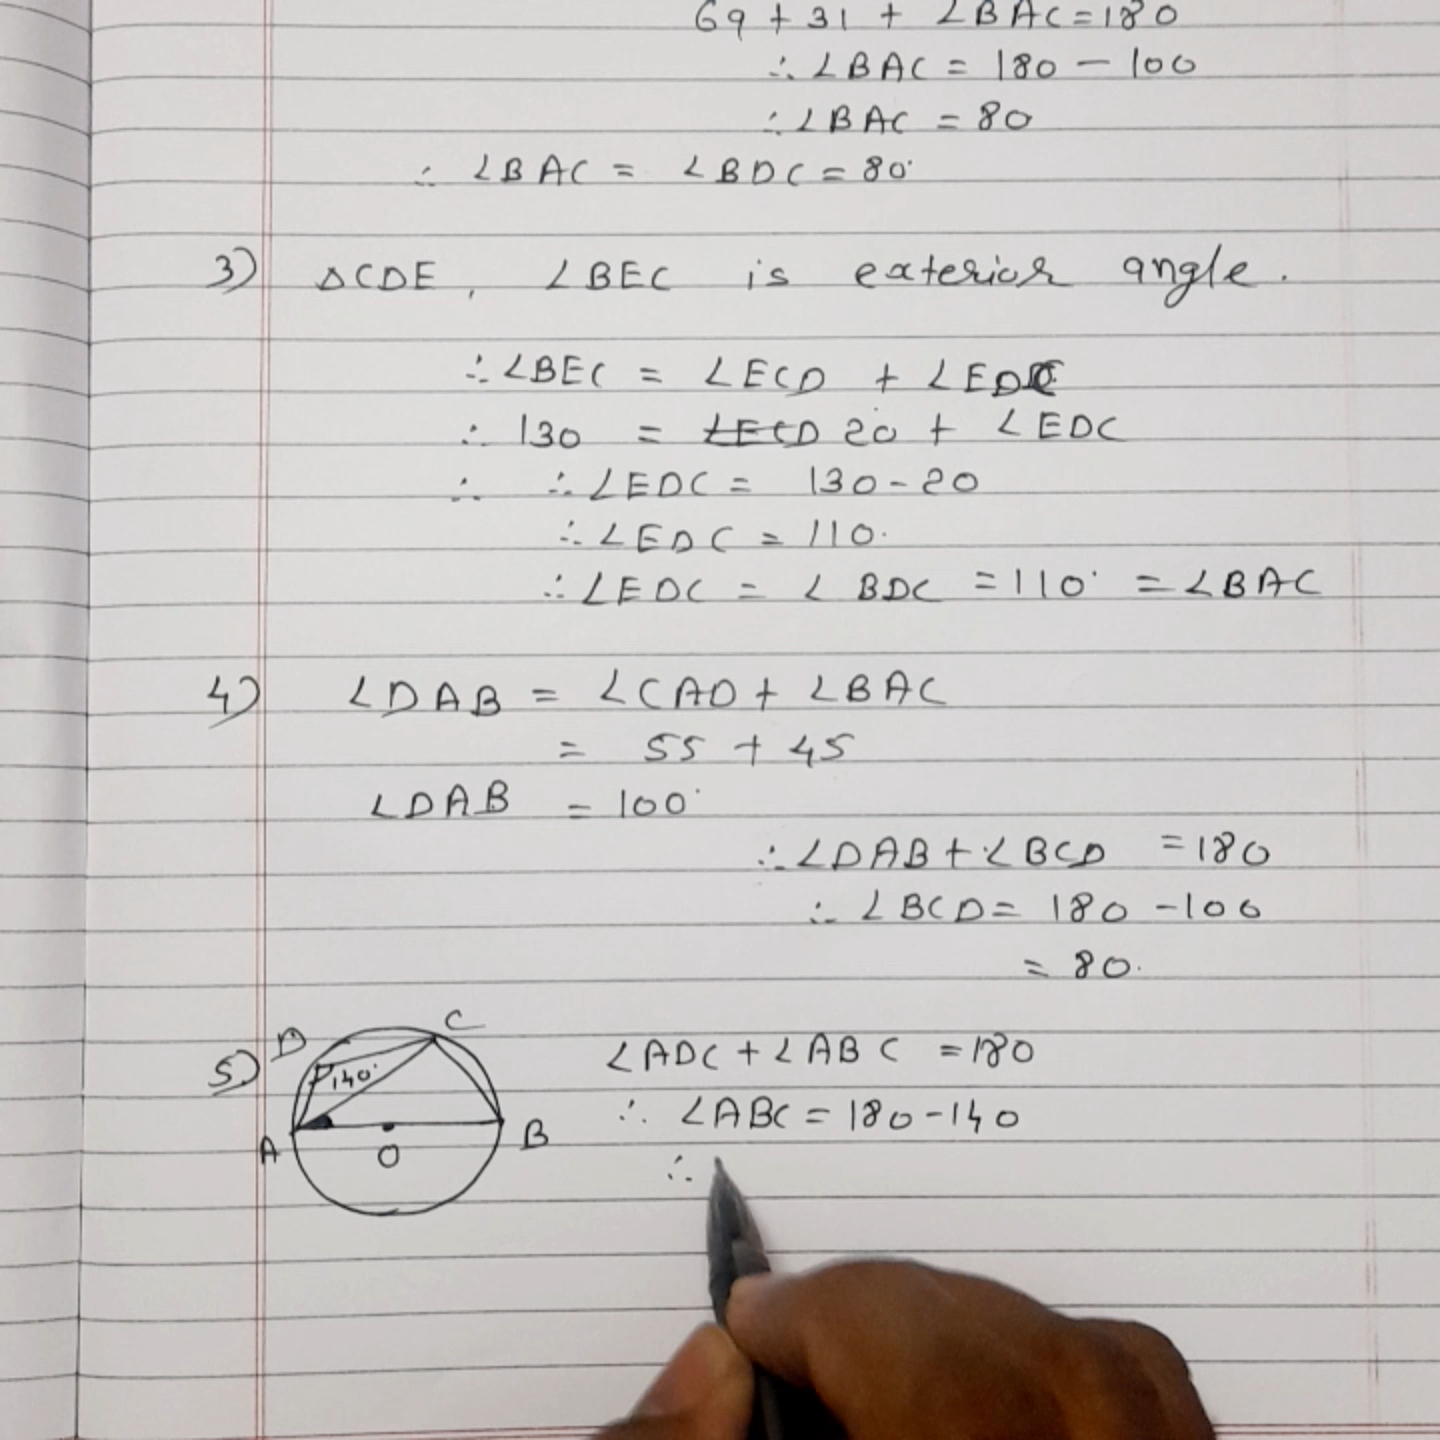 69 + 31 + ∠BAC = 180
∴ ∠BAC = 180 - 100
∴ ∠BAC = 80
∴ ∠BAC = ∠BDC = 80°
3) △CDE, ∠BEC is exterior angle.
∴ ∠BEC = ∠ECD + ∠EDC
∴ 130 = ∠ECD 20 + ∠EDC
∴ ∴ ∠EDC = 130 - 20
∴ ∠EDC = 110.
∴ ∠EDC = ∠BDC = 110° = ∠BAC
4) ∠DAB = ∠CAD + ∠BAC
= 55 + 45
∠DAB = 100°
∴ ∠DAB + ∠BCD = 180
∴ ∠BCD = 180 - 100
= 80.
5) D C
140°
A O B
∠ADC + ∠ABC = 180
∴ ∠ABC = 180 - 140
∴